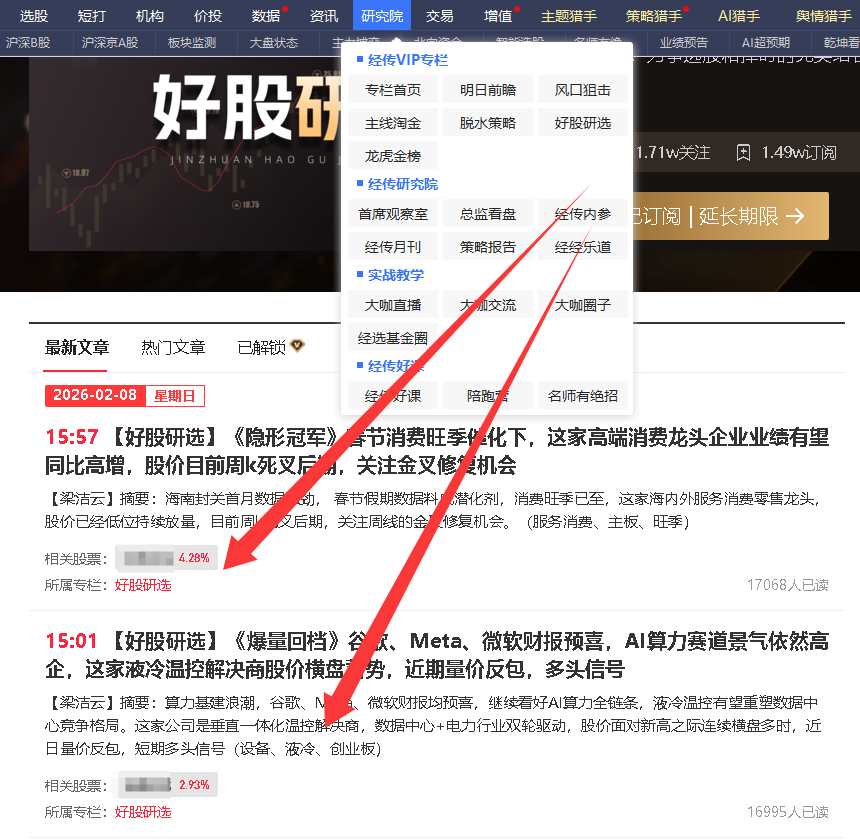 选股 短打 机构 价投 数据 资讯 研究院 交易 增值 主题猎手 策略猎手 AI猎手 舆情猎手
沪深B股 沪深京A股 板块监测 大盘状态 智能选股 名师有绝 业绩预告 AI超预期 乾坤看
好股研
JINZHUAN HAO GU J
18.87
18.75
1.71w关注 1.49w订阅
已订阅 | 延长期限 →
经传VIP专栏
专栏首页 明日前瞻 风口狙击
主线淘金 脱水策略 好股研选
龙虎金榜
经传研究院
首席观察室 总监看盘 经传内参
经传月刊 策略报告 经经乐道
实战教学
大咖直播 大咖交流 大咖圈子
经选基金圈
经传好课
经传好课 陪跑营 名师有绝招
最新文章 热门文章 已解锁
2026-02-08 星期日
15:57 【好股研选】《隐形冠军》春节消费旺季催化下，这家高端消费龙头企业业绩有望
同比高增，股价目前周k死叉后期，关注金叉修复机会
【梁洁云】摘要：海南封关首月数据动， 春节假期数据料成潜化剂，消费旺季已至，这家海内外服务消费零售龙头，
股价已经低位持续放量，目前周叉后期，关注周线的金叉修复机会。（服务消费、主板、旺季）
相关股票： 4.28%
所属专栏：好股研选 17068人已读
15:01 【好股研选】《爆量回档》谷歌、Meta、微软财报预喜，AI算力赛道景气依然高
企，这家液冷温控解决商股价横盘势，近期量价反包，多头信号
【梁洁云】摘要：算力基建浪潮，谷歌、Meta、微软财报均预喜，继续看好AI算力全链条，液冷温控有望重塑数据中
心竞争格局。这家公司是垂直一体化温控解决商，数据中心+电力行业双轮驱动，股价面对新高之际连续横盘多时，近
日量价反包，短期多头信号（设备、液冷、创业板）
相关股票： 2.93%
所属专栏：好股研选 16995人已读